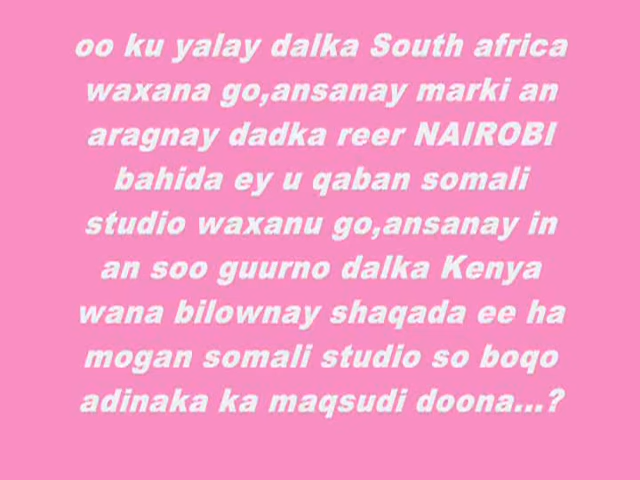 oo ku yalay dalka South africa
waxana go,ansanay marki an
aragnay dadka reer NAIROBI
bahida ey u qaban somali
studio waxanu go,ansanay in
an soo guurno dalka Kenya
wana bilownay shaqada ee ha
mogan somali studio so boqo
adinaka ka maqsudi doona...?